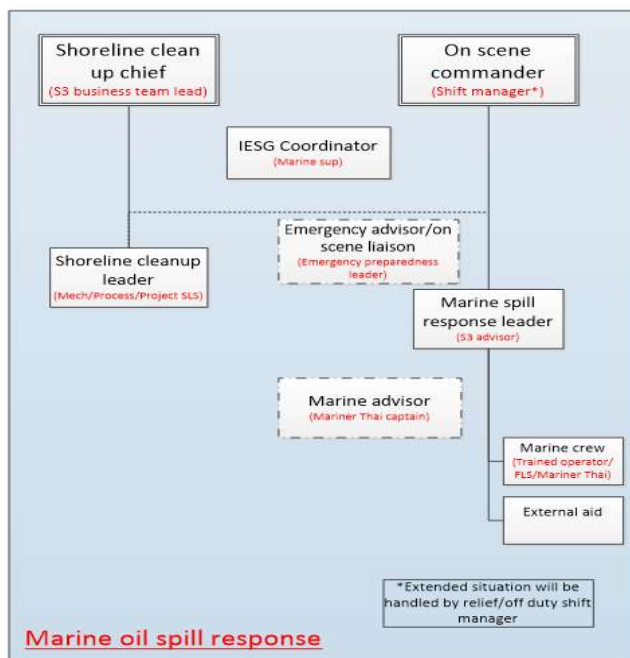 Shoreline clean
up chief
(S3 business team lead)
On scene
commander
(Shift manager*)
IESG Coordinator
(Marine sup)
Emergency advisor/on
scene liaison
(Emergency preparedness
leader)
Shoreline cleanup
leader
(Mech/Process/Project SLS)
Marine spill
response leader
(S3 advisor)
Marine advisor
(Mariner Thai captain)
Marine crew
(Trained operator/
FLS/Mariner Thai)
External aid
*Extended situation will be
handled by relief/off duty shift
manager
Marine oil spill response